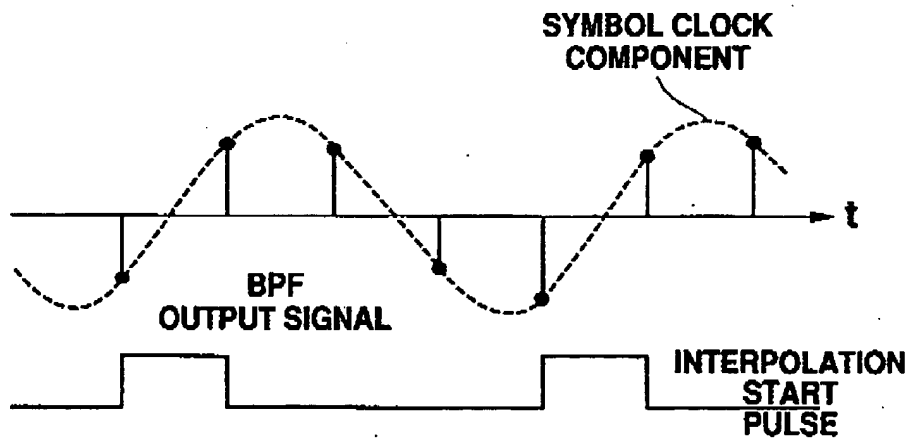 SYMBOL CLOCK
COMPONENT
t
BPF
OUTPUT SIGNAL
INTERPOLATION
START
PULSE